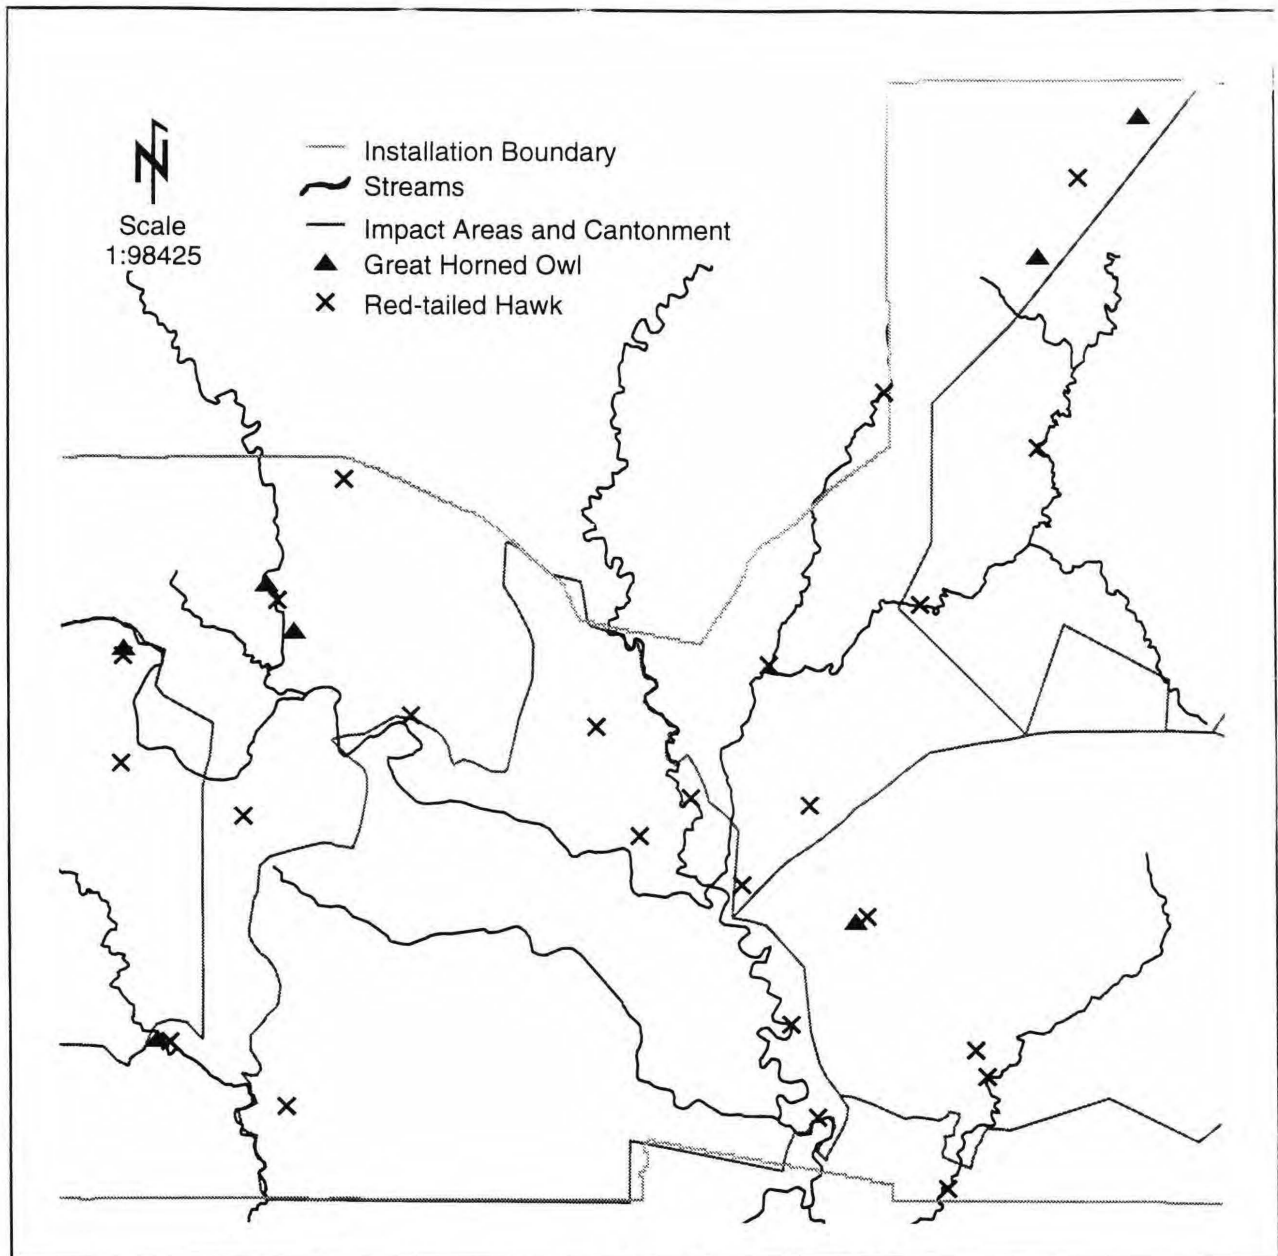 Scale
1:98425
Installation Boundary
Streams
Impact Areas and Cantonment
Great Horned Owl
Red-tailed Hawk